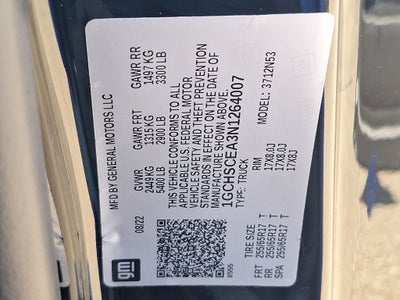 MFD BY GENERAL MOTORS LLC
08/22 GVWR GAWR FRT GAWR RR
2449 KG 1315 KG 1497 KG
5400 LB 2900 LB 3300 LB
THIS VEHICLE CONFORMS TO ALL
APPLICABLE U.S. FEDERAL MOTOR
VEHICLE SAFETY AND THEFT PREVENTION
STANDARDS IN EFFECT ON THE DATE OF
MANUFACTURE SHOWN ABOVE.
1GCHSCEA3N1264007
TYPE: TRUCK MODEL: 3712N53
TIRE SIZE RIM
FRT 255/65R17 T 17X8.0J
RR 255/65R17 T 17X8.0J
SPA 255/65R17 T 17X8J
gm